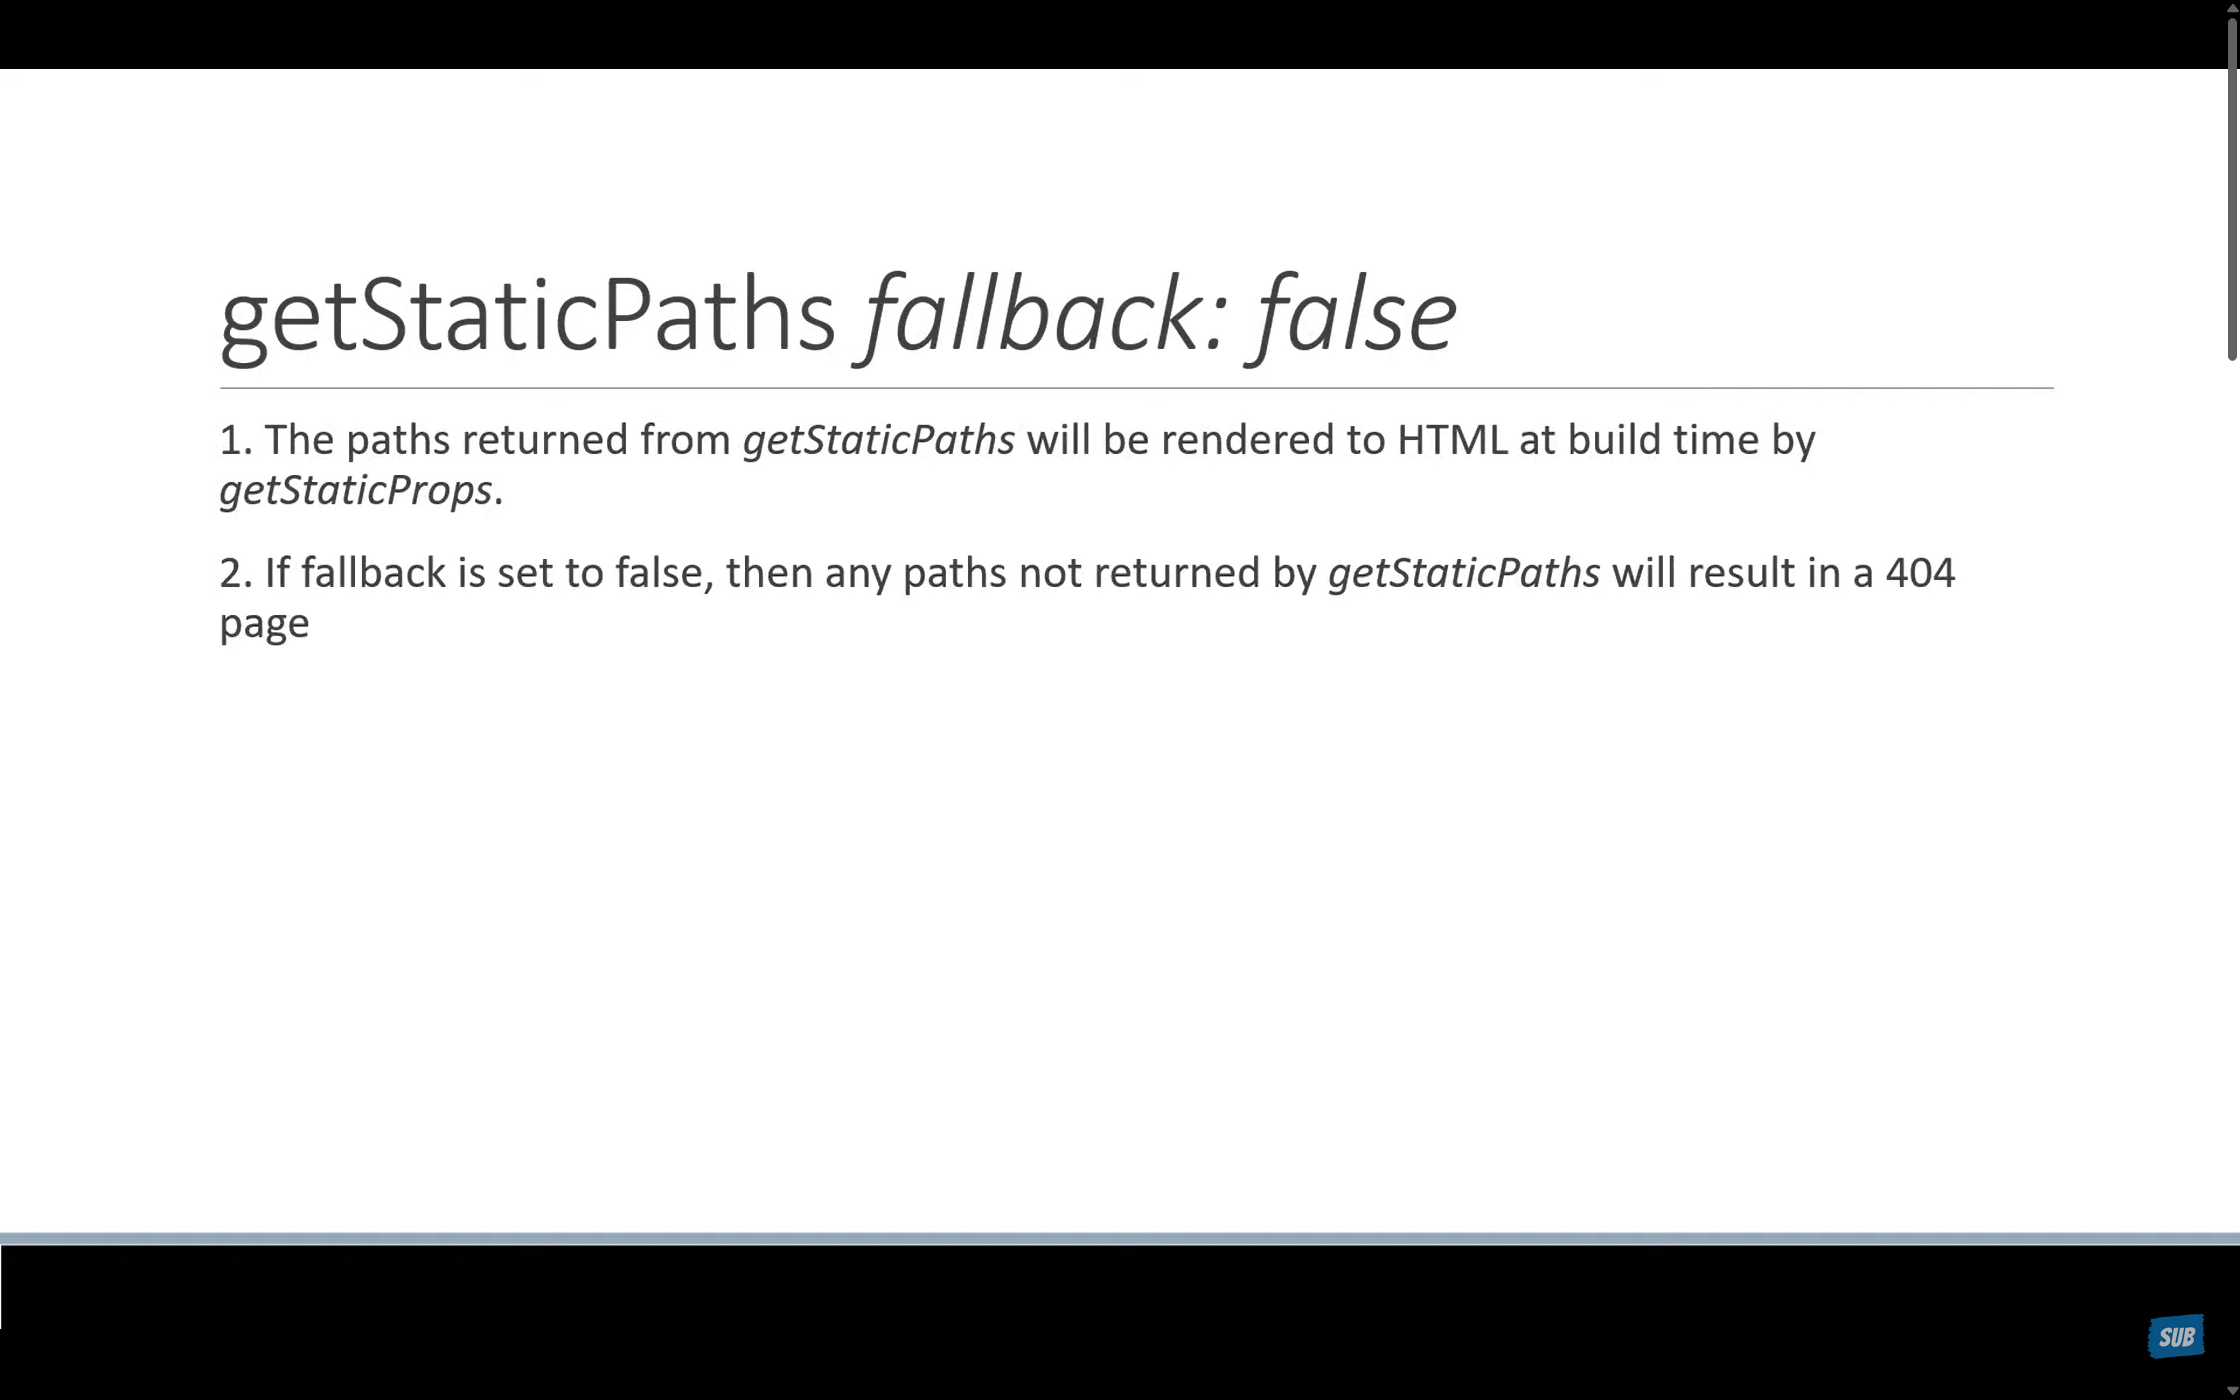 getStaticPaths fallback: false
1. The paths returned from getStaticPaths will be rendered to HTML at build time by
getStaticProps.
2. If fallback is set to false, then any paths not returned by getStaticPaths will result in a 404
page
SUB